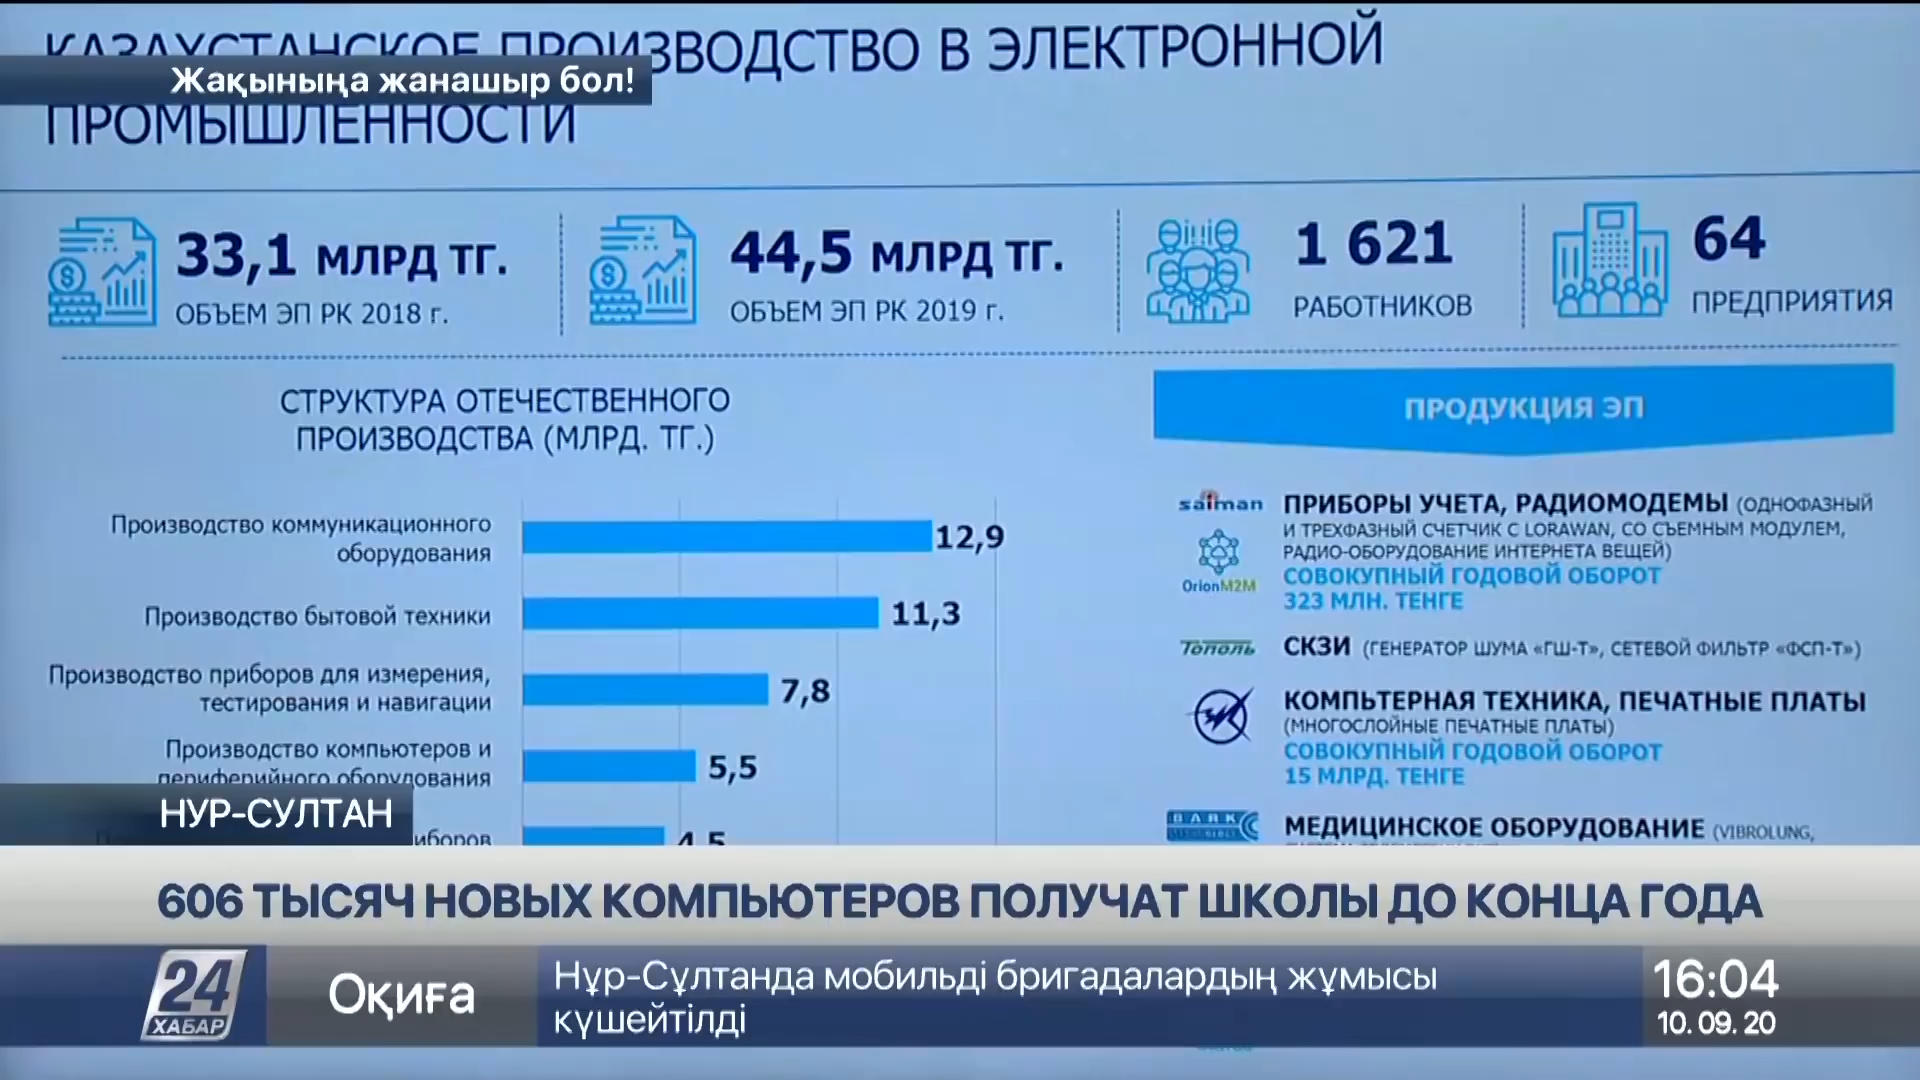 КАЗАХСТАНСКОЕ ПРОИЗВОДСТВО В ЭЛЕКТРОННОЙ
Жақыныңа жанашыр бол!
ПРОМЫШЛЕННОСТИ
33,1 МЛРД ТГ.
ОБЪЕМ ЭП РК 2018 г.
44,5 МЛРД ТГ.
ОБЪЕМ ЭП РК 2019 г.
1 621
РАБОТНИКОВ
64
ПРЕДПРИЯТИЯ
СТРУКТУРА ОТЕЧЕСТВЕННОГО
ПРОИЗВОДСТВА (МЛРД. ТГ.)
Производство коммуникационного
оборудования
12,9
Производство бытовой техники
11,3
Производство приборов для измерения,
тестирования и навигации
7,8
Производство компьютеров и
периферийного оборудования
5,5
иборов
4,5
ПРОДУКЦИЯ ЭП
saiman
OrionM2M
ПРИБОРЫ УЧЕТА, РАДИОМОДЕМЫ (ОДНОФАЗНЫЙ
И ТРЕХФАЗНЫЙ СЧЕТЧИК С LORAWAN, СО СЪЕМНЫМ МОДУЛЕМ,
РАДИО-ОБОРУДОВАНИЕ ИНТЕРНЕТА ВЕЩЕЙ)
СОВОКУПНЫЙ ГОДОВОЙ ОБОРОТ
323 МЛН. ТЕНГЕ
Тополь
СКЗИ (ГЕНЕРАТОР ШУМА «ГШ-Т», СЕТЕВОЙ ФИЛЬТР «ФСП-Т»)
КОМПЬТЕРНАЯ ТЕХНИКА, ПЕЧАТНЫЕ ПЛАТЫ
(МНОГОСЛОЙНЫЕ ПЕЧАТНЫЕ ПЛАТЫ)
СОВОКУПНЫЙ ГОДОВОЙ ОБОРОТ
15 МЛРД. ТЕНГЕ
BARK
МЕДИЦИНСКОЕ ОБОРУДОВАНИЕ (VIBROLUNG,
НУР-СУЛТАН
606 ТЫСЯЧ НОВЫХ КОМПЬЮТЕРОВ ПОЛУЧАТ ШКОЛЫ ДО КОНЦА ГОДА
24
ХАБАР
Оқиға
Нұр-Сұлтанда мобильді бригадалардың жұмысы
күшейтілді
16:04
10.09.20